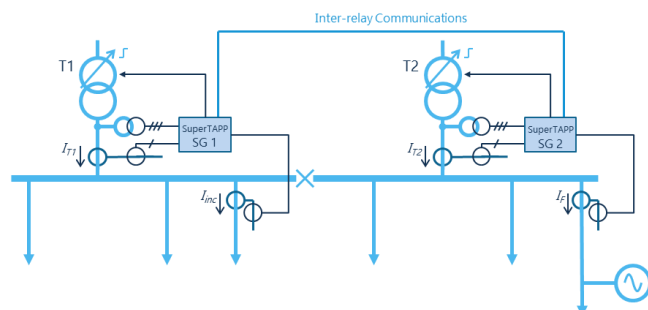 Inter-relay Communications
T1
T2
SuperTAPP
SG 1
SuperTAPP
SG 2
IT1
IT2
Iinc
IF